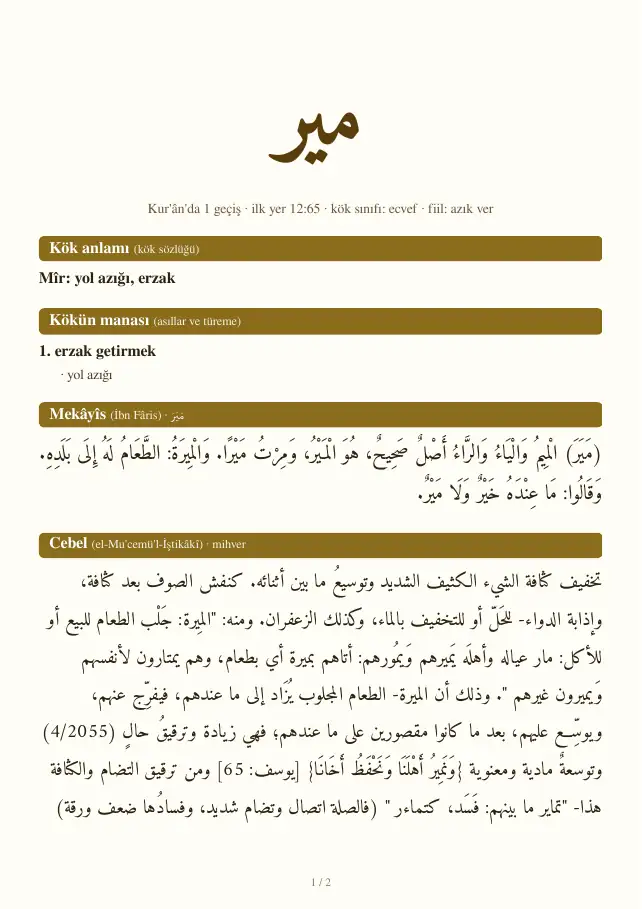 مير
Kur'ân'da 1 geçiş · ilk yer 12:65 · kök sınıfı: ecvef · fiil: azık ver
Kök anlamı (kök sözlüğü)
Mîr: yol azığı, erzak
Kökün manası (asıllar ve türeme)
1. erzak getirmek
· yol azığı
Mekâyîs (İbn Fâris) · مَيَرَ
(مَيَرَ) الْمِيمُ وَالْيَاءُ وَالرَّاءُ أَصْلٌ صَحِيحٌ، هُوَ الْمَيْرُ، وَمِرْتُ مَيْرًا. وَالْمِيرَةُ: الطَّعَامُ لَهُ إِلَى بَلَدِهِ.
وَقَالُوا: مَا عِنْدَهُ خَيْرٌ وَلَا مَيْرٌ.
Cebel (el-Mu'cemü'l-İştikâkî) · mihver
تخفيف كثافة الشيء الكثيف الشديد وتوسيعُ ما بين أثنائه. كنفش الصوف بعد كثافة،
وإذابة الدواء- للحَلّ أو للتخفيف بالماء، وكذلك الزعفران. ومنه: "المِيرة: جَلْب الطعام للبيع أو
للأكل: مار عياله وأهلَه يَميرهم وَيمُورهم: أتاهم بميرة أي بطعام، وهم يمتارون لأنفسهم
وَيميرون غيرهم ". وذلك أن الميرة- الطعام المجلوب يُزَاد إلى ما عندهم، فيفرِّج عنهم،
ويوسِّع عليهم، بعد ما كانوا مقصورين على ما عندهم؛ فهي زيادة وترقيقُ حالٍ (4/2055)
وتوسعةٌ مادية ومعنوية {وَنَمِيرُ أَهْلَنَا وَنَحْفَظُ أَخَانَا} [يوسف: 65] ومن ترقيق التضام والكثافة
هذا- "تماير ما بينهم: فَسَد، كتماءر " (فالصلة اتصال وتضام شديد، وفسادُها ضعف ورقة)
1 / 2